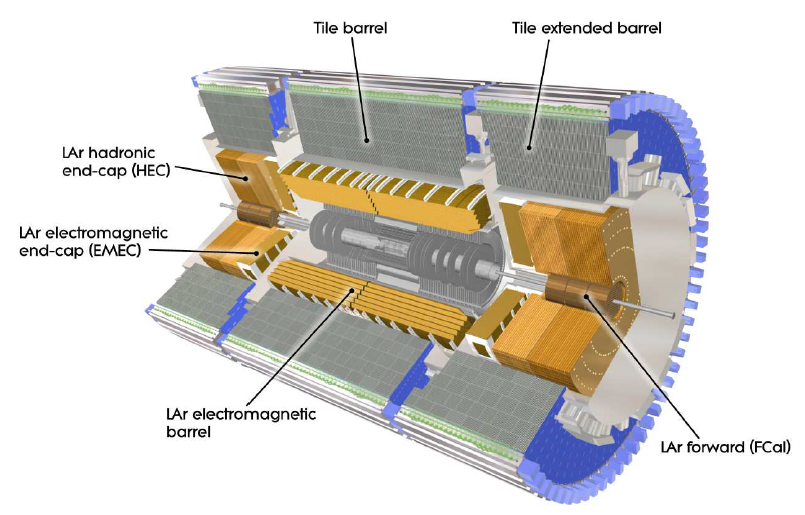 Tile barrel
Tile extended barrel
LAr hadronic
end-cap (HEC)
LAr electromagnetic
end-cap (EMEC)
LAr electromagnetic
barrel
LAr forward (FCal)